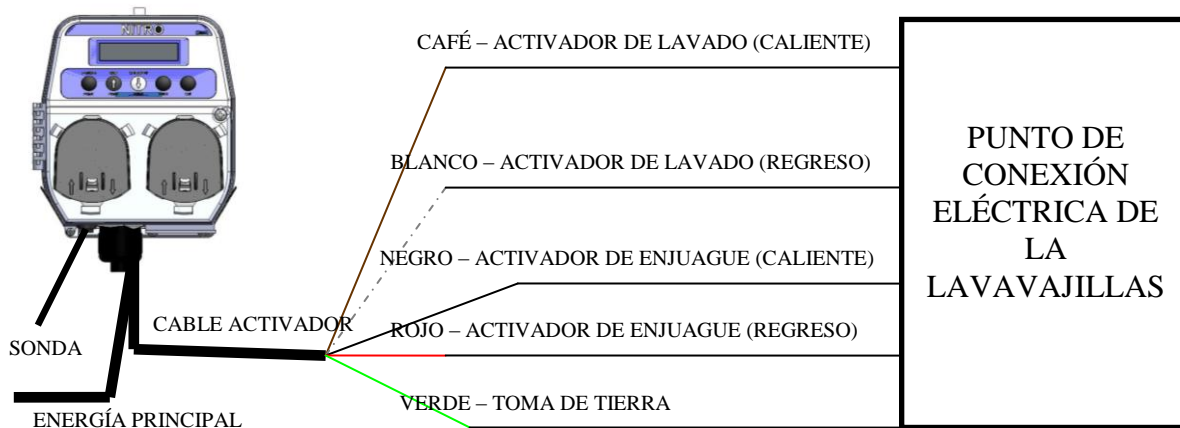 NITRO
CAFÉ – ACTIVADOR DE LAVADO (CALIENTE)
BLANCO – ACTIVADOR DE LAVADO (REGRESO)
NEGRO – ACTIVADOR DE ENJUAGUE (CALIENTE)
CABLE ACTIVADOR
ROJO – ACTIVADOR DE ENJUAGUE (REGRESO)
SONDA
VERDE – TOMA DE TIERRA
ENERGÍA PRINCIPAL
PUNTO DE
CONEXIÓN
ELÉCTRICA DE
LA
LAVAVAJILLAS